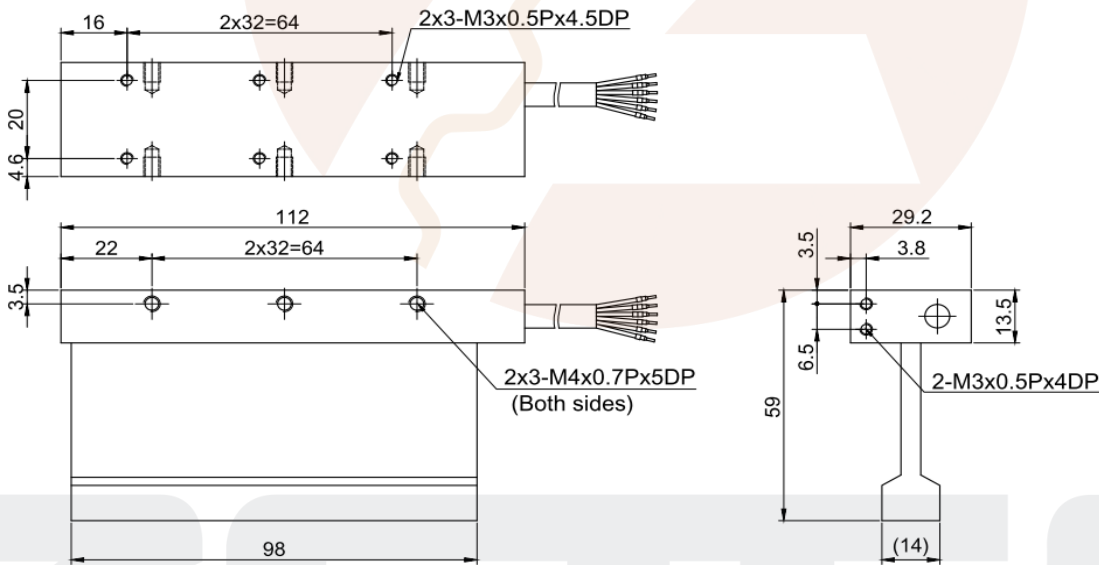 16
2x32=64
2x3-M3x0.5Px4.5DP
20
4.6
112
22
2x32=64
3.5
2x3-M4x0.7Px5DP
(Both sides)
98
29.2
3.5
3.8
13.5
6.5
2-M3x0.5Px4DP
59
(14)